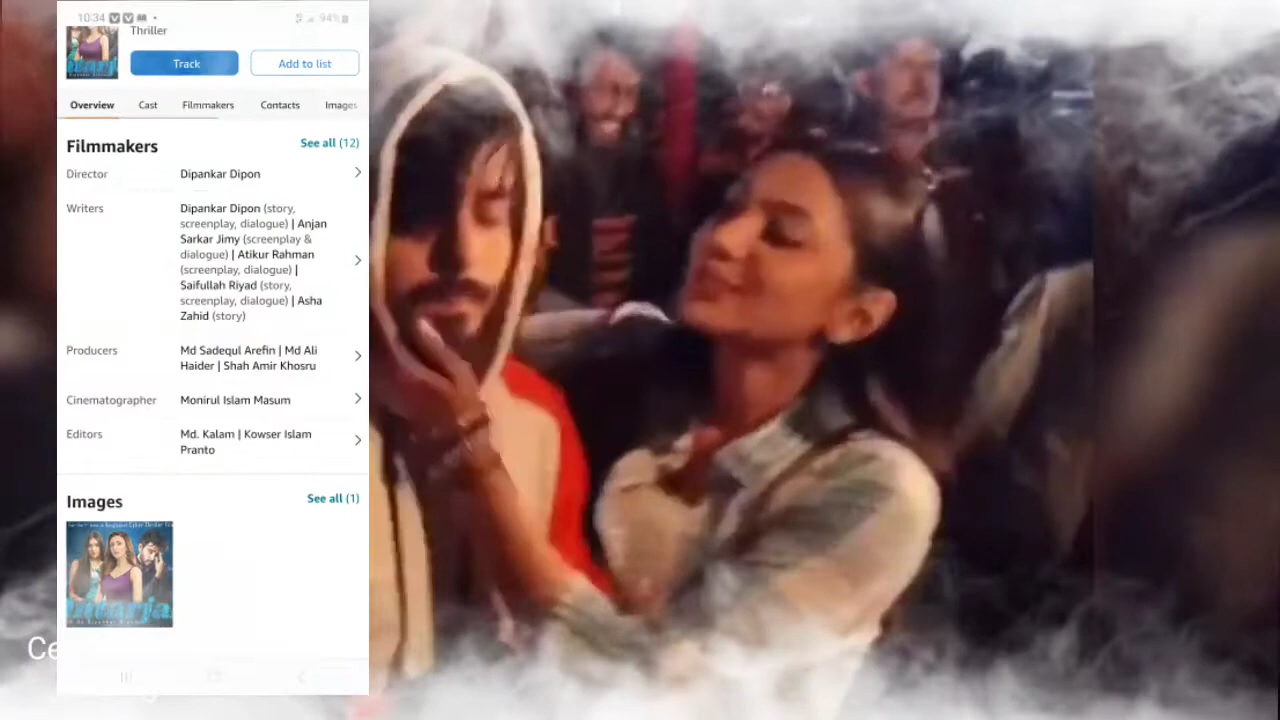 10:34
94%
Thriller
Track
Add to list
Overview
Cast
Filmmakers
Contacts
Images
Filmmakers
See all (12)
Director
Dipankar Dipon
Writers
Dipankar Dipon (story,
screenplay, dialogue) | Anjan
Sarkar Jimy (screenplay &
dialogue) | Atikur Rahman
(screenplay, dialogue) |
Saifullah Riyad (story,
screenplay, dialogue) | Asha
Zahid (story)
Producers
Md Sadequl Arefin | Md Ali
Haider | Shah Amir Khosru
Cinematographer
Monirul Islam Masum
Editors
Md. Kalam | Kowser Islam
Pranto
Images
See all (1)
Ce